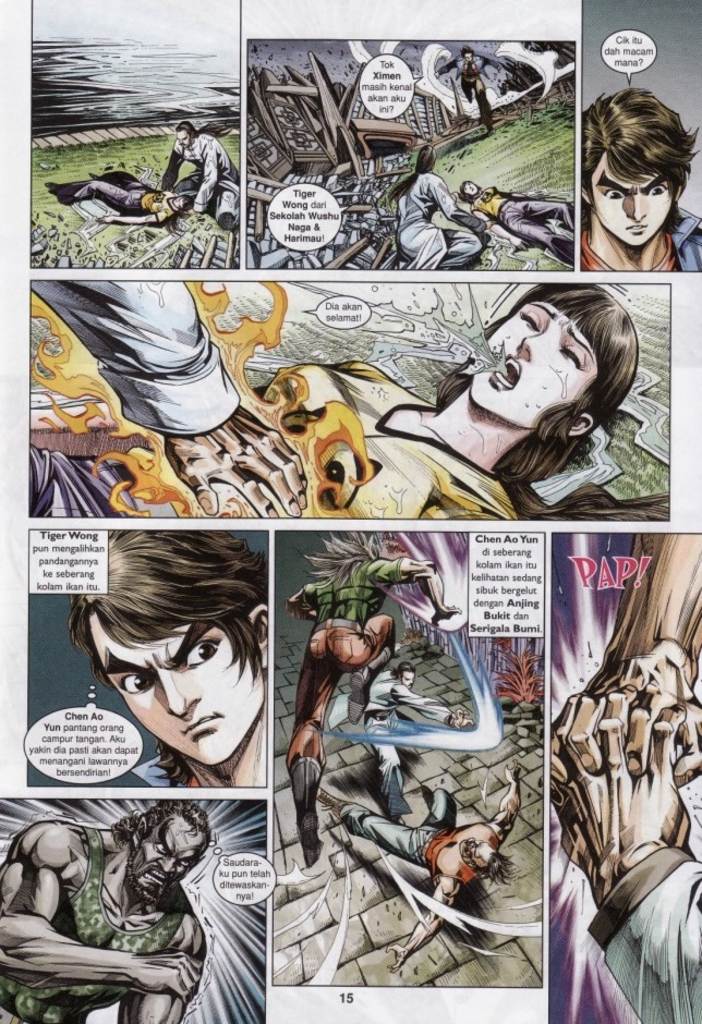 Tok
Ximen
masih kenal
akan aku
ini?
Tiger
Wong dari
Sekolah Wushu
Naga &
Harimau!
Cik itu
dah macam
mana?
Dia akan
selamat!
Tiger Wong
pun mengalihkan
pandangannya
ke seberang
kolam ikan itu.
Chen Ao
Yun pantang orang
campur tangan. Aku
yakin dia pasti akan dapat
menangani lawannya
bersendirian!
Chen Ao Yun
di seberang
kolam ikan itu
kelihatan sedang
sibuk bergelut
dengan Anjing
Bukit dan
Serigala Bumi.
PAP!
Saudara-
ku pun telah
ditewaskan-
nya!
15